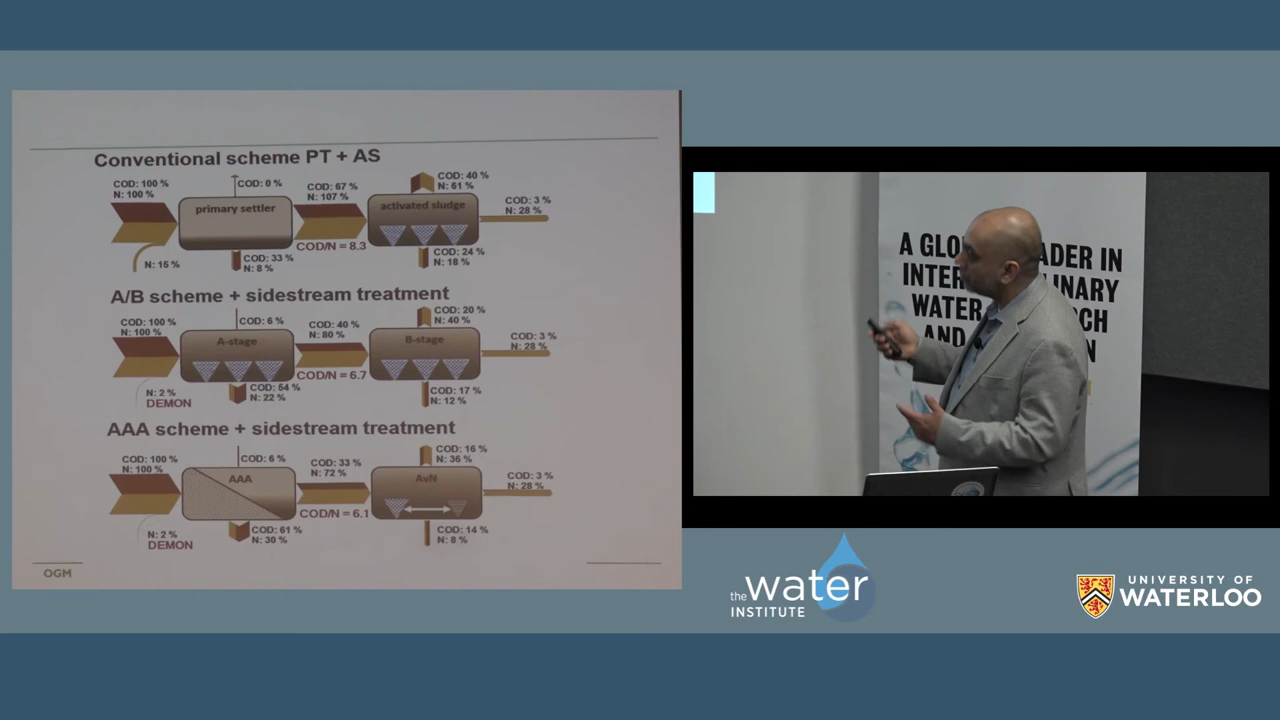 Conventional scheme PT + AS
COD: 100 %
N: 100 %
COD: 0 %
COD: 67 %
N: 107 %
COD: 40 %
N: 61 %
primary settler
activated sludge
COD: 3 %
N: 28 %
COD/N = 8.3
N: 15 %
COD: 33 %
N: 8 %
COD: 24 %
N: 18 %
A/B scheme + sidestream treatment
COD: 100 %
N: 100 %
COD: 6 %
COD: 40 %
N: 80 %
COD: 20 %
N: 40 %
A-stage
B-stage
COD: 3 %
N: 28 %
COD/N = 6.7
N: 2 %
DEMON
COD: 54 %
N: 22 %
COD: 17 %
N: 12 %
AAA scheme + sidestream treatment
COD: 100 %
N: 100 %
COD: 6 %
COD: 33 %
N: 72 %
COD: 16 %
N: 36 %
AAA
AvN
COD: 3 %
N: 28 %
COD/N = 6.1
N: 2 %
DEMON
COD: 61 %
N: 30 %
COD: 14 %
N: 8 %
OGM
A GLO ADER IN
INTER LINARY
WATER CH
AND N
the water
INSTITUTE
UNIVERSITY OF
WATERLOO